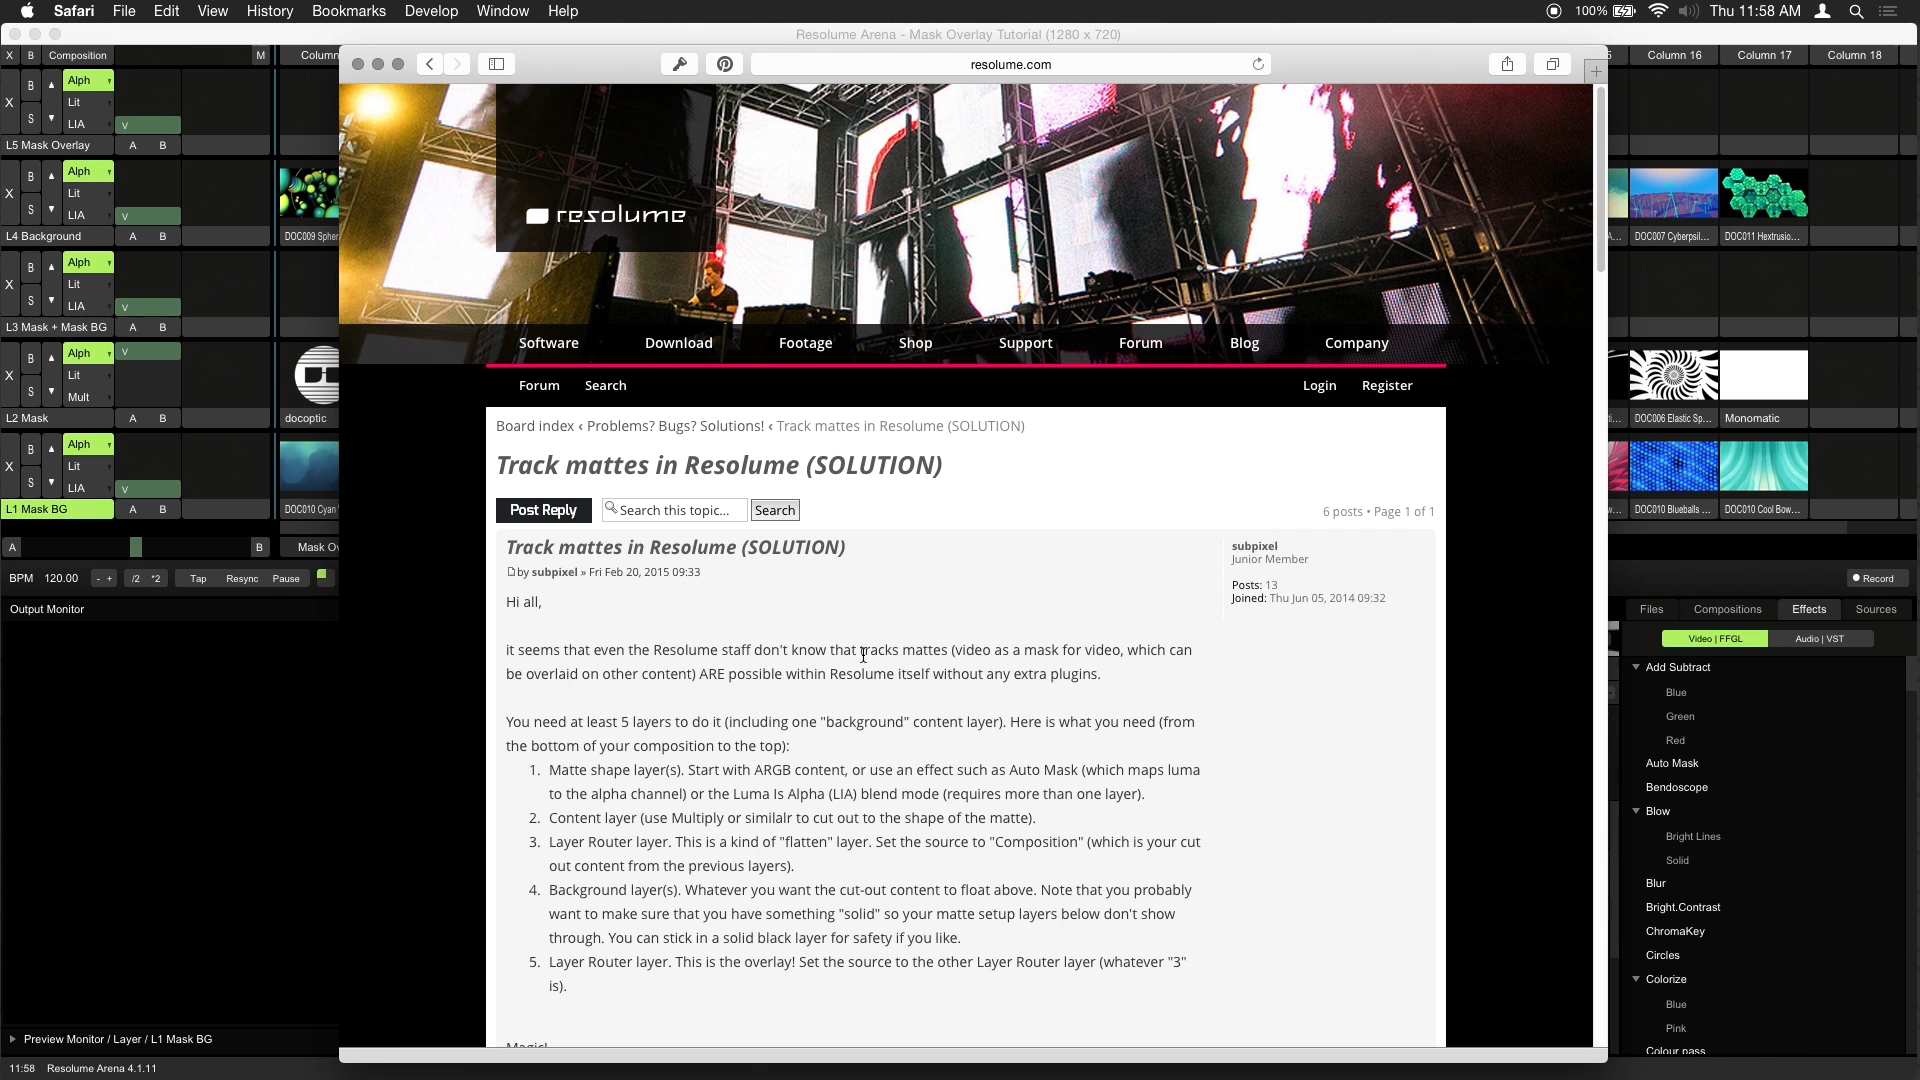 Safari File Edit View History Bookmarks Develop Window Help
100% Thu 11:58 AM
Resolume Arena - Mask Overlay Tutorial (1280 x 720)
X B Composition M Column
Column 16 Column 17 Column 18
resolume.com
X B S Alph Lit LIA V
L5 Mask Overlay A B
X B S Alph Lit LIA V
L4 Background A B
DOC009 Spher
DOC007 Cyberpsil... DOC011 Hextrusio...
X B S Alph Lit LIA V
L3 Mask + Mask BG A B
X B S Alph Lit Mult V
L2 Mask A B
docoptic
DOC006 Elastic Sp... Monomatic
X B S Alph Lit LIA V
L1 Mask BG A B
DOC010 Cyan
DOC010 Blueballs ... DOC010 Cool Bow...
A B Mask Ov
BPM 120.00 - + /2 *2 Tap Resync Pause
Output Monitor
Preview Monitor / Layer / L1 Mask BG
11:58 Resolume Arena 4.1.11
resolume
Software Download Footage Shop Support Forum Blog Company
Forum Search Login Register
Board index ‹ Problems? Bugs? Solutions! ‹ Track mattes in Resolume (SOLUTION)
Track mattes in Resolume (SOLUTION)
Post Reply Search this topic... Search 6 posts • Page 1 of 1
Track mattes in Resolume (SOLUTION)
by subpixel » Fri Feb 20, 2015 09:33
subpixel
Junior Member
Posts: 13
Joined: Thu Jun 05, 2014 09:32
Hi all,
it seems that even the Resolume staff don't know that tracks mattes (video as a mask for video, which can
be overlaid on other content) ARE possible within Resolume itself without any extra plugins.
You need at least 5 layers to do it (including one "background" content layer). Here is what you need (from
the bottom of your composition to the top):
1. Matte shape layer(s). Start with ARGB content, or use an effect such as Auto Mask (which maps luma
to the alpha channel) or the Luma Is Alpha (LIA) blend mode (requires more than one layer).
2. Content layer (use Multiply or similalr to cut out to the shape of the matte).
3. Layer Router layer. This is a kind of "flatten" layer. Set the source to "Composition" (which is your cut
out content from the previous layers).
4. Background layer(s). Whatever you want the cut-out content to float above. Note that you probably
want to make sure that you have something "solid" so your matte setup layers below don't show
through. You can stick in a solid black layer for safety if you like.
5. Layer Router layer. This is the overlay! Set the source to the other Layer Router layer (whatever "3"
is).
Record
Files Compositions Effects Sources
Video | FFGL Audio | VST
Add Subtract
Blue
Green
Red
Auto Mask
Bendoscope
Blow
Bright Lines
Solid
Blur
Bright.Contrast
ChromaKey
Circles
Colorize
Blue
Pink
Colour pass